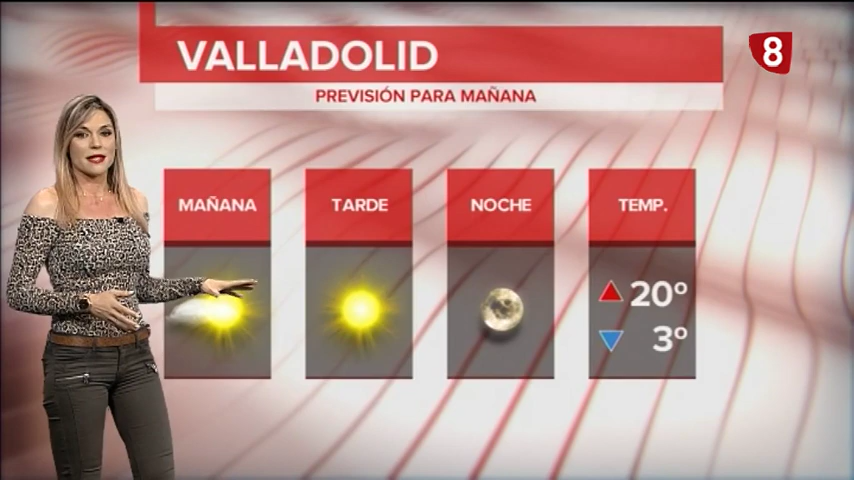 VALLADOLID
8
PREVISIÓN PARA MAÑANA
MAÑANA
TARDE
NOCHE
TEMP.
20º
3º